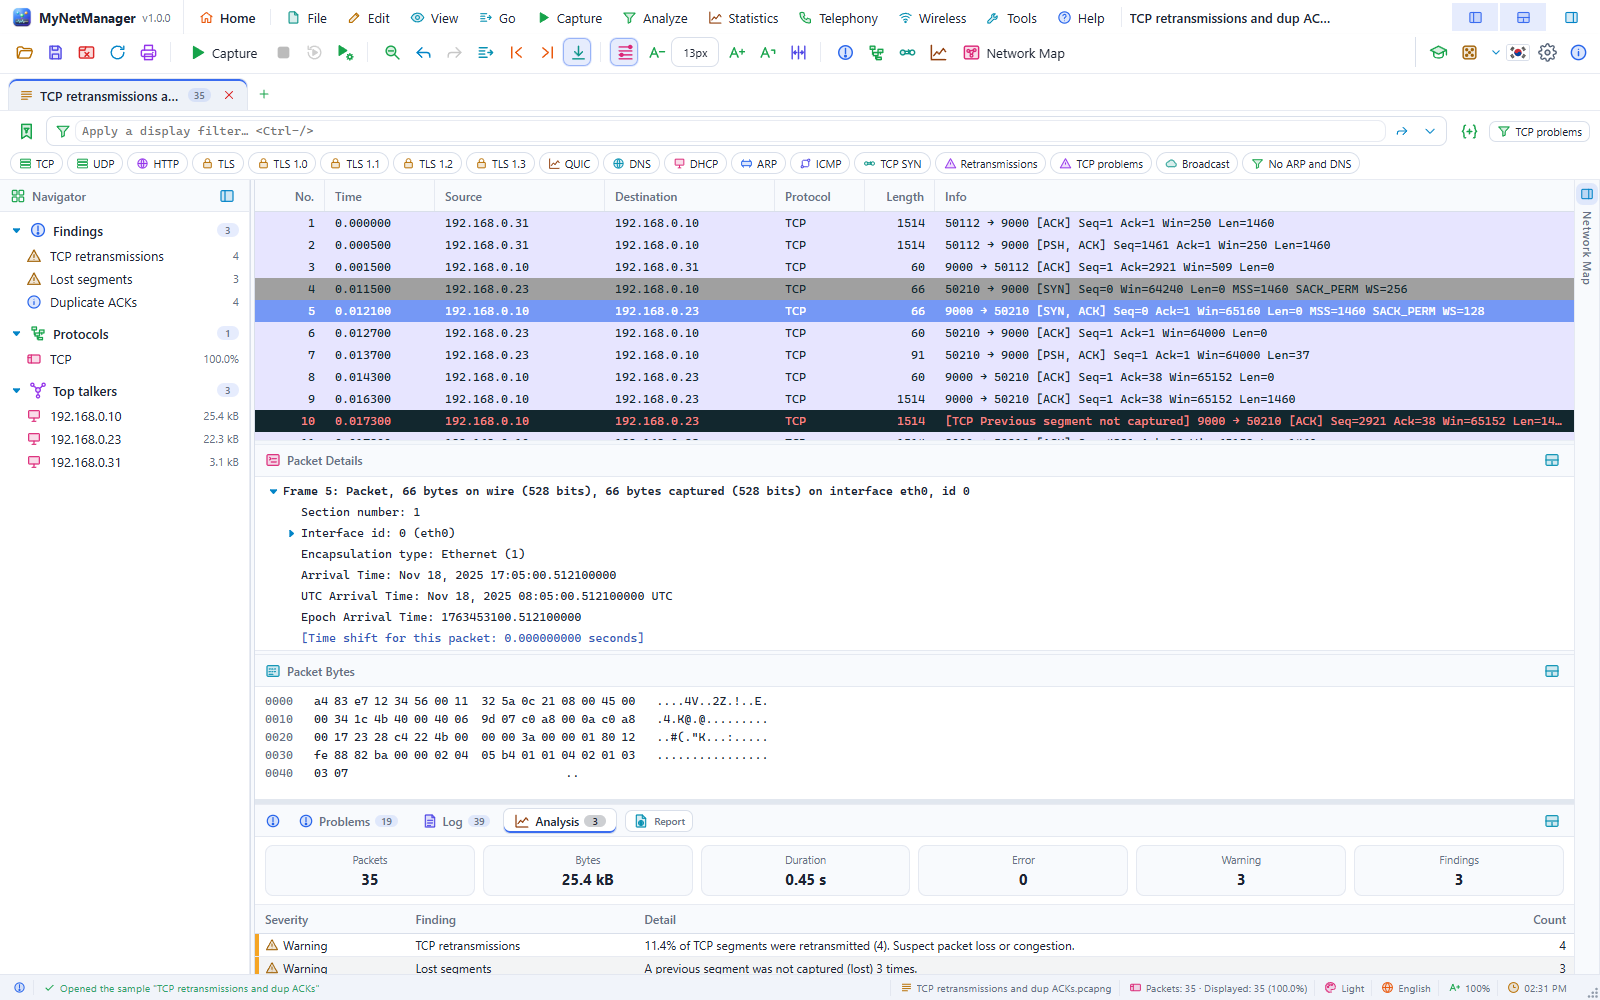 MyNetManager v1.0.0 Home File Edit View Go Capture Analyze Statistics Telephony Wireless Tools Help TCP retransmissions and dup AC...
Capture A- 13px A+ A Network Map
TCP retransmissions a... 35
Apply a display filter… <Ctrl-/> TCP problems
TCP UDP HTTP TLS TLS 1.0 TLS 1.1 TLS 1.2 TLS 1.3 QUIC DNS DHCP ARP ICMP TCP SYN Retransmissions TCP problems Broadcast No ARP and DNS
Navigator
Findings 3
TCP retransmissions 4
Lost segments 3
Duplicate ACKs 4
Protocols 1
TCP 100.0%
Top talkers 3
192.168.0.10 25.4 kB
192.168.0.23 22.3 kB
192.168.0.31 3.1 kB
No. Time Source Destination Protocol Length Info
1 0.000000 192.168.0.31 192.168.0.10 TCP 1514 50112 → 9000 [ACK] Seq=1 Ack=1 Win=250 Len=1460
2 0.000500 192.168.0.31 192.168.0.10 TCP 1514 50112 → 9000 [PSH, ACK] Seq=1461 Ack=1 Win=250 Len=1460
3 0.001500 192.168.0.10 192.168.0.31 TCP 60 9000 → 50112 [ACK] Seq=1 Ack=2921 Win=509 Len=0
4 0.011500 192.168.0.23 192.168.0.10 TCP 66 50210 → 9000 [SYN] Seq=0 Win=64240 Len=0 MSS=1460 SACK_PERM WS=256
5 0.012100 192.168.0.10 192.168.0.23 TCP 66 9000 → 50210 [SYN, ACK] Seq=0 Ack=1 Win=65160 Len=0 MSS=1460 SACK_PERM WS=128
6 0.012700 192.168.0.23 192.168.0.10 TCP 60 50210 → 9000 [ACK] Seq=1 Ack=1 Win=64000 Len=0
7 0.013700 192.168.0.23 192.168.0.10 TCP 91 50210 → 9000 [PSH, ACK] Seq=1 Ack=1 Win=64000 Len=37
8 0.014300 192.168.0.10 192.168.0.23 TCP 60 9000 → 50210 [ACK] Seq=1 Ack=38 Win=65152 Len=0
9 0.016300 192.168.0.10 192.168.0.23 TCP 1514 9000 → 50210 [ACK] Seq=1 Ack=38 Win=65152 Len=1460
10 0.017300 192.168.0.10 192.168.0.23 TCP 1514 [TCP Previous segment not captured] 9000 → 50210 [ACK] Seq=2921 Ack=38 Win=65152 Len=14…
Network Map
Packet Details
Frame 5: Packet, 66 bytes on wire (528 bits), 66 bytes captured (528 bits) on interface eth0, id 0
Section number: 1
Interface id: 0 (eth0)
Encapsulation type: Ethernet (1)
Arrival Time: Nov 18, 2025 17:05:00.512100000
UTC Arrival Time: Nov 18, 2025 08:05:00.512100000 UTC
Epoch Arrival Time: 1763453100.512100000
[Time shift for this packet: 0.000000000 seconds]
Packet Bytes
0000 a4 83 e7 12 34 56 00 11 32 5a 0c 21 08 00 45 00 ....4V..2Z.!..E.
0010 00 34 1c 4b 40 00 40 06 9d 07 c0 a8 00 0a c0 a8 .4.K@.@.........
0020 00 17 23 28 c4 22 4b 00 00 00 3a 00 00 01 80 12 ..#(."K...:.....
0030 fe 88 82 ba 00 00 02 04 05 b4 01 01 04 02 01 03 ................
0040 03 07 ..
Problems 19 Log 39 Analysis 3 Report
Packets Bytes Duration Error Warning Findings
35 25.4 kB 0.45 s 0 3 3
Severity Finding Detail Count
Warning TCP retransmissions 11.4% of TCP segments were retransmitted (4). Suspect packet loss or congestion. 4
Warning Lost segments A previous segment was not captured (lost) 3 times. 3
Opened the sample "TCP retransmissions and dup ACKs" TCP retransmissions and dup ACKs.pcapng Packets: 35 · Displayed: 35 (100.0%) Light English A+ 100% 02:31 PM